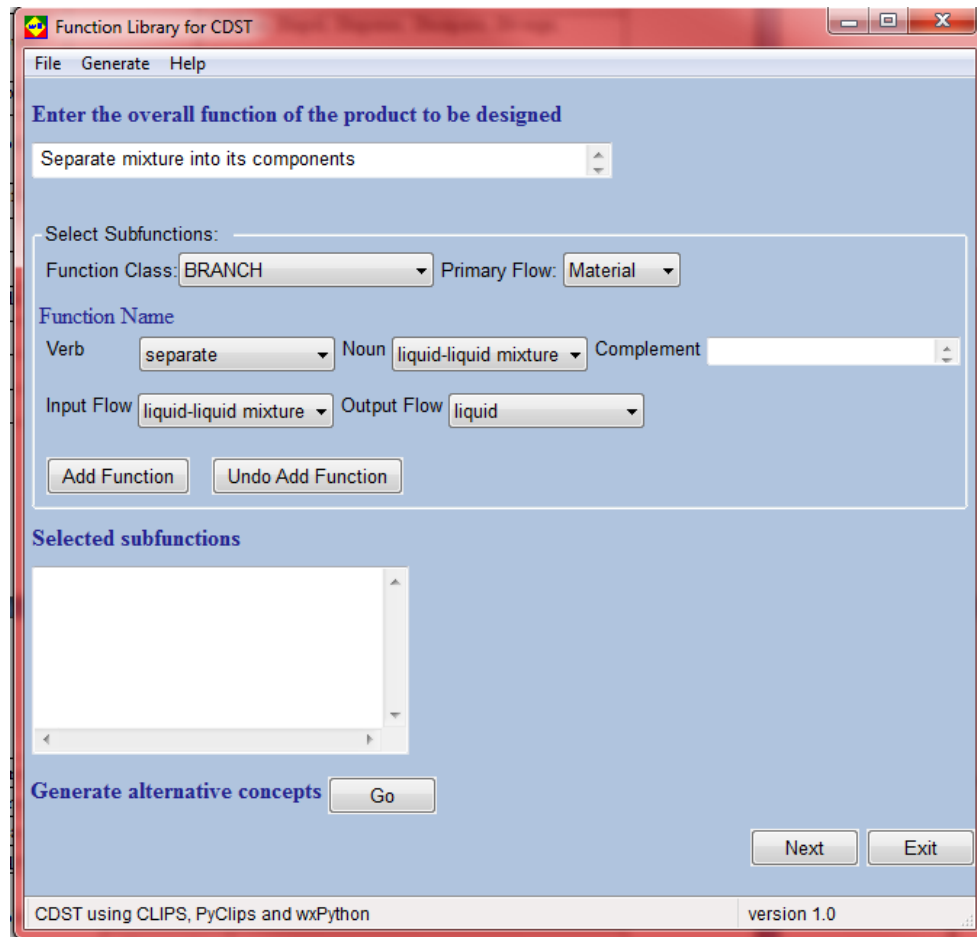 Function Library for CDST
File Generate Help
Enter the overall function of the product to be designed
Separate mixture into its components
Select Subfunctions:
Function Class: BRANCH Primary Flow: Material
Function Name
Verb separate Noun liquid-liquid mixture Complement
Input Flow liquid-liquid mixture Output Flow liquid
Add Function Undo Add Function
Selected subfunctions
Generate alternative concepts Go
Next Exit
CDST using CLIPS, PyClips and wxPython version 1.0